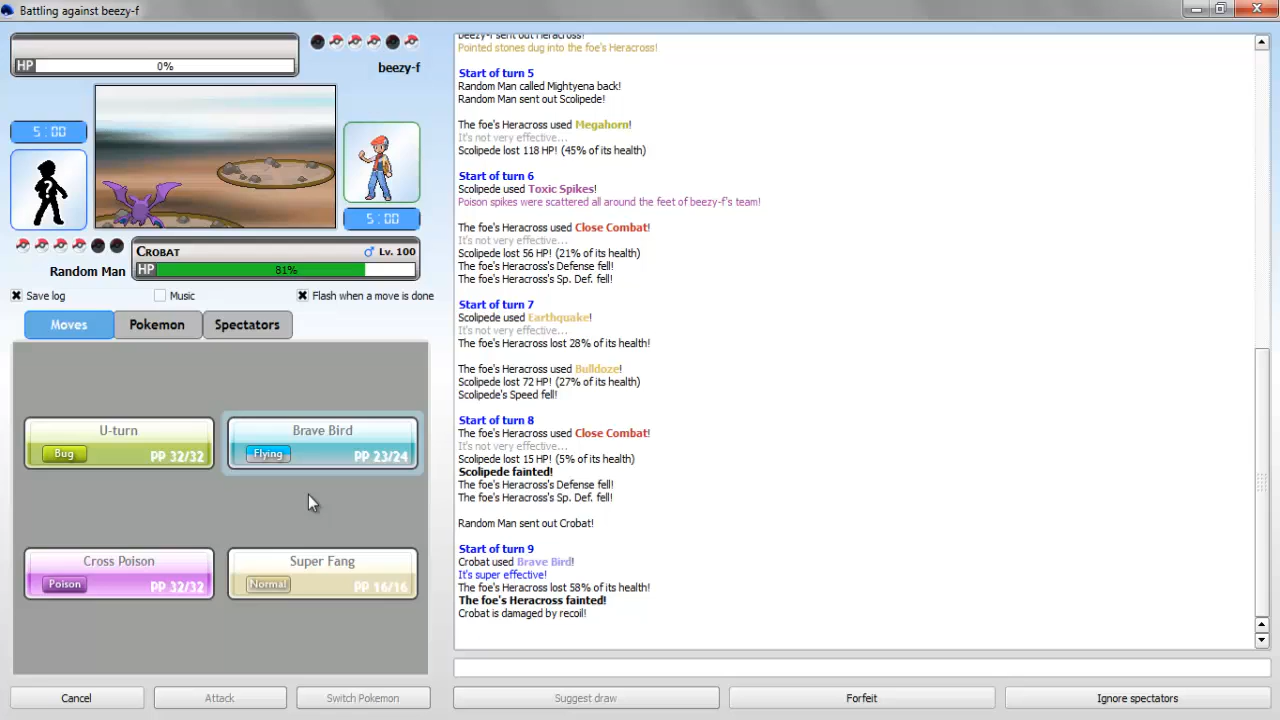 Battling against beezy-f
HP 0%
beezy-f
5:00
5:00
CROBAT ♂ Lv. 100
HP 81%
Random Man
Save log
Music
Flash when a move is done
Moves
Pokemon
Spectators
U-turn
Bug PP 32/32
Brave Bird
Flying PP 23/24
Cross Poison
Poison PP 32/32
Super Fang
Normal PP 16/16
Cancel
Attack
Switch Pokemon
beezy-f sent out Heracross!
Pointed stones dug into the foe's Heracross!
Start of turn 5
Random Man called Mightyena back!
Random Man sent out Scolipede!
The foe's Heracross used Megahorn!
It's not very effective...
Scolipede lost 118 HP! (45% of its health)
Start of turn 6
Scolipede used Toxic Spikes!
Poison spikes were scattered all around the feet of beezy-f's team!
The foe's Heracross used Close Combat!
It's not very effective...
Scolipede lost 56 HP! (21% of its health)
The foe's Heracross's Defense fell!
The foe's Heracross's Sp. Def. fell!
Start of turn 7
Scolipede used Earthquake!
It's not very effective...
The foe's Heracross lost 28% of its health!
The foe's Heracross used Bulldoze!
Scolipede lost 72 HP! (27% of its health)
Scolipede's Speed fell!
Start of turn 8
The foe's Heracross used Close Combat!
It's not very effective...
Scolipede lost 15 HP! (5% of its health)
Scolipede fainted!
The foe's Heracross's Defense fell!
The foe's Heracross's Sp. Def. fell!
Random Man sent out Crobat!
Start of turn 9
Crobat used Brave Bird!
It's super effective!
The foe's Heracross lost 58% of its health!
The foe's Heracross fainted!
Crobat is damaged by recoil!
Suggest draw
Forfeit
Ignore spectators